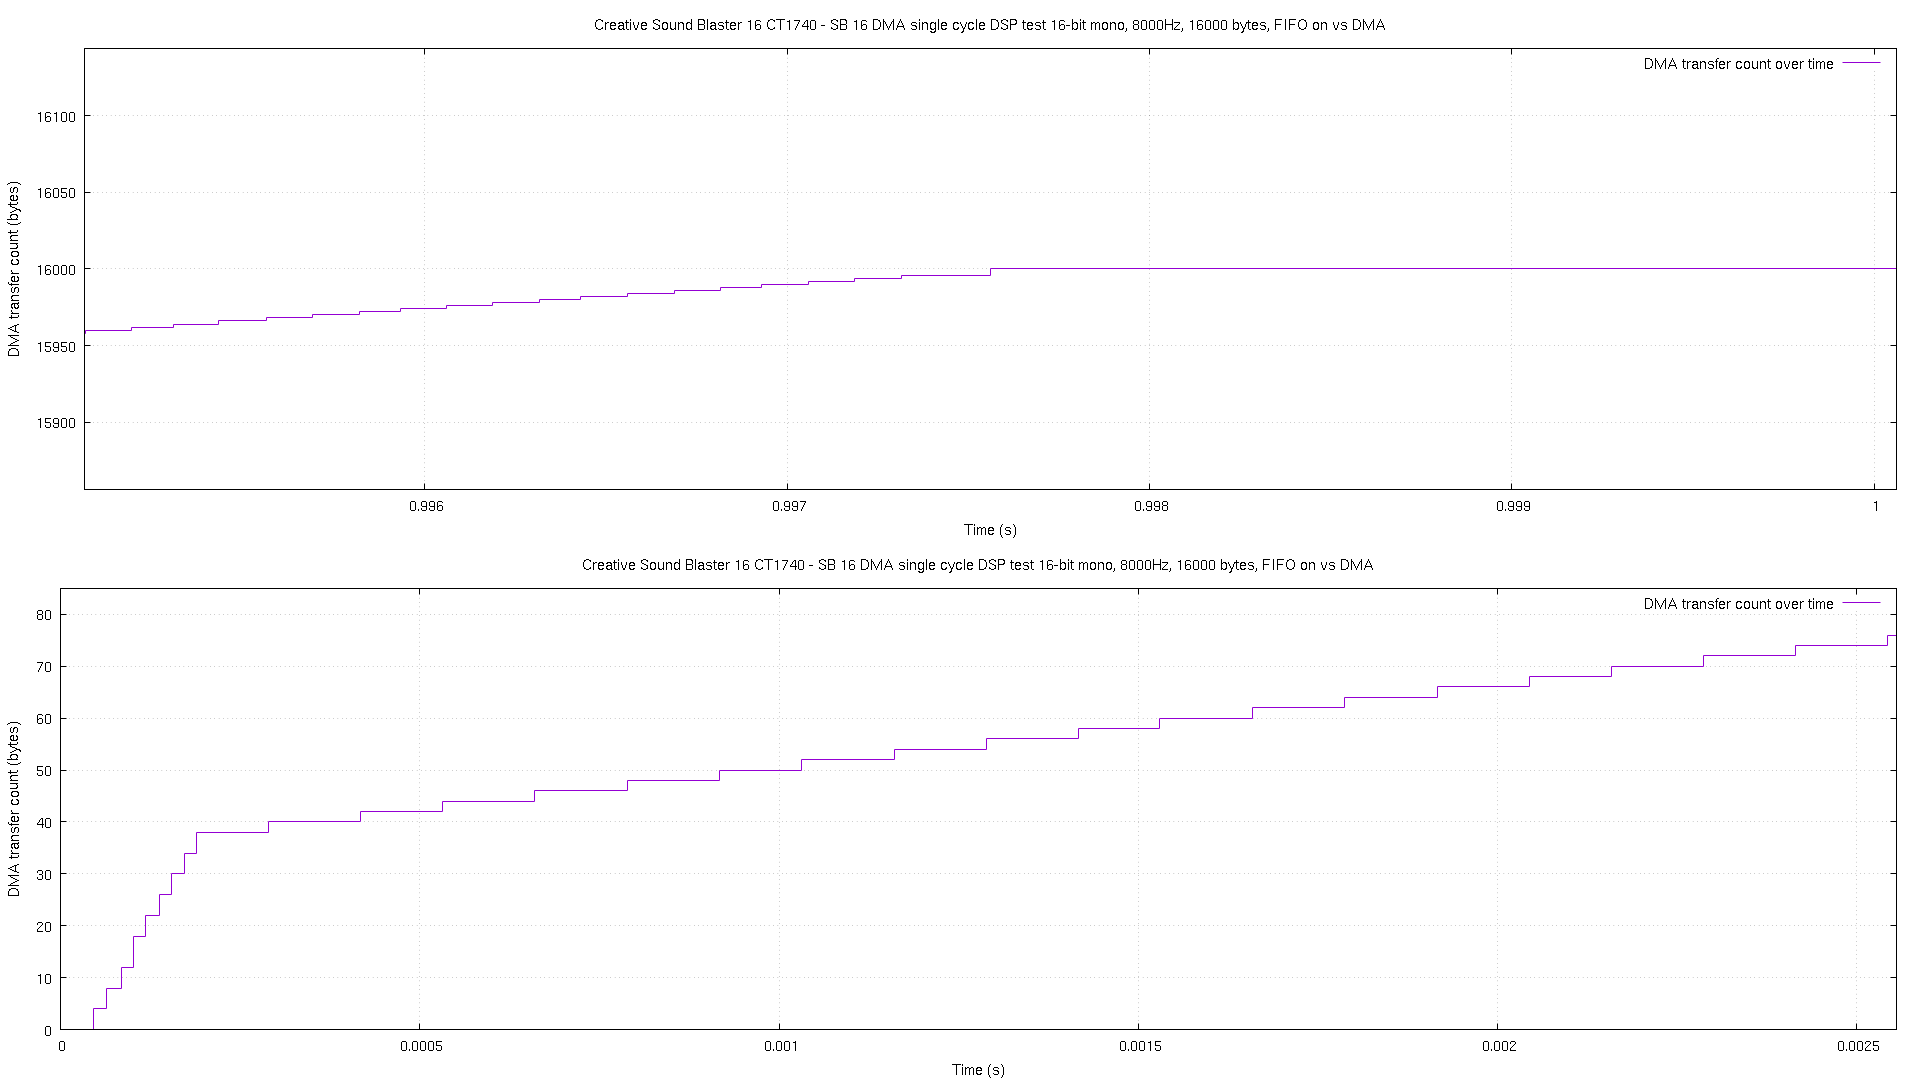 Creative Sound Blaster 16 CT1740 - SB 16 DMA single cycle DSP test 16-bit mono, 8000Hz, 16000 bytes, FIFO on vs DMA
DMA transfer count over time
16100
16050
16000
15950
15900
DMA transfer count (bytes)
0.996 0.997 0.998 0.999 1
Time (s)
Creative Sound Blaster 16 CT1740 - SB 16 DMA single cycle DSP test 16-bit mono, 8000Hz, 16000 bytes, FIFO on vs DMA
DMA transfer count over time
80
70
60
50
40
30
20
10
0
DMA transfer count (bytes)
0 0.0005 0.001 0.0015 0.002 0.0025
Time (s)